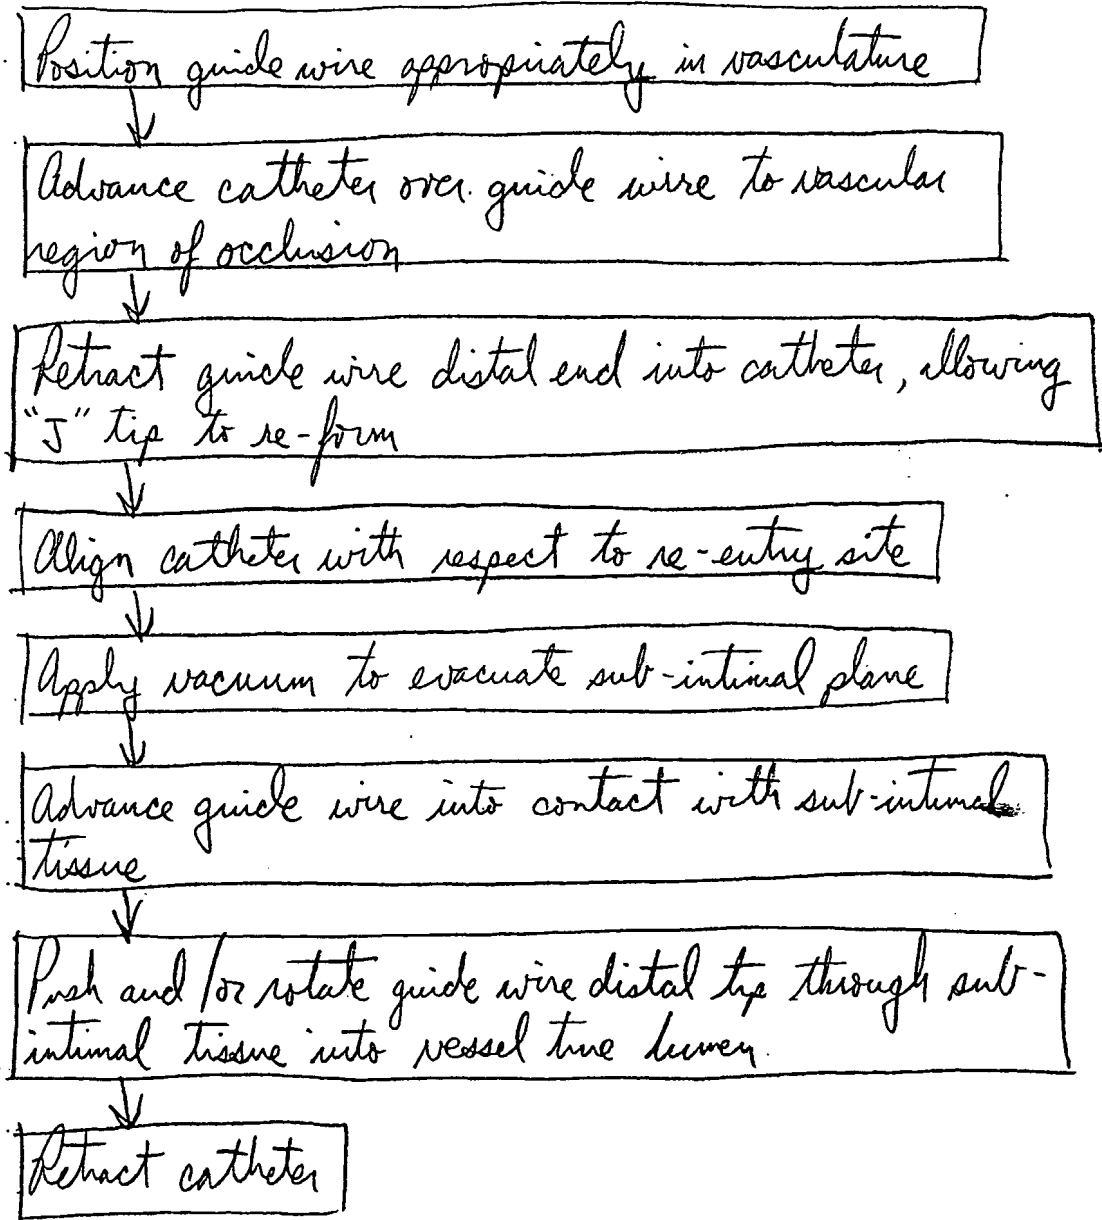 Position guide wire appropriately in vasculature
Advance catheter over guide wire to vascular
region of occlusion
Retract guide wire distal end into catheter, allowing
"J" tip to re-form
Align catheter with respect to re-entry site
Apply vacuum to evacuate sub-intimal plane
Advance guide wire into contact with sub-intimal
tissue
Push and/or rotate guide wire distal tip through sub-
intimal tissue into vessel true lumen
Retract catheter